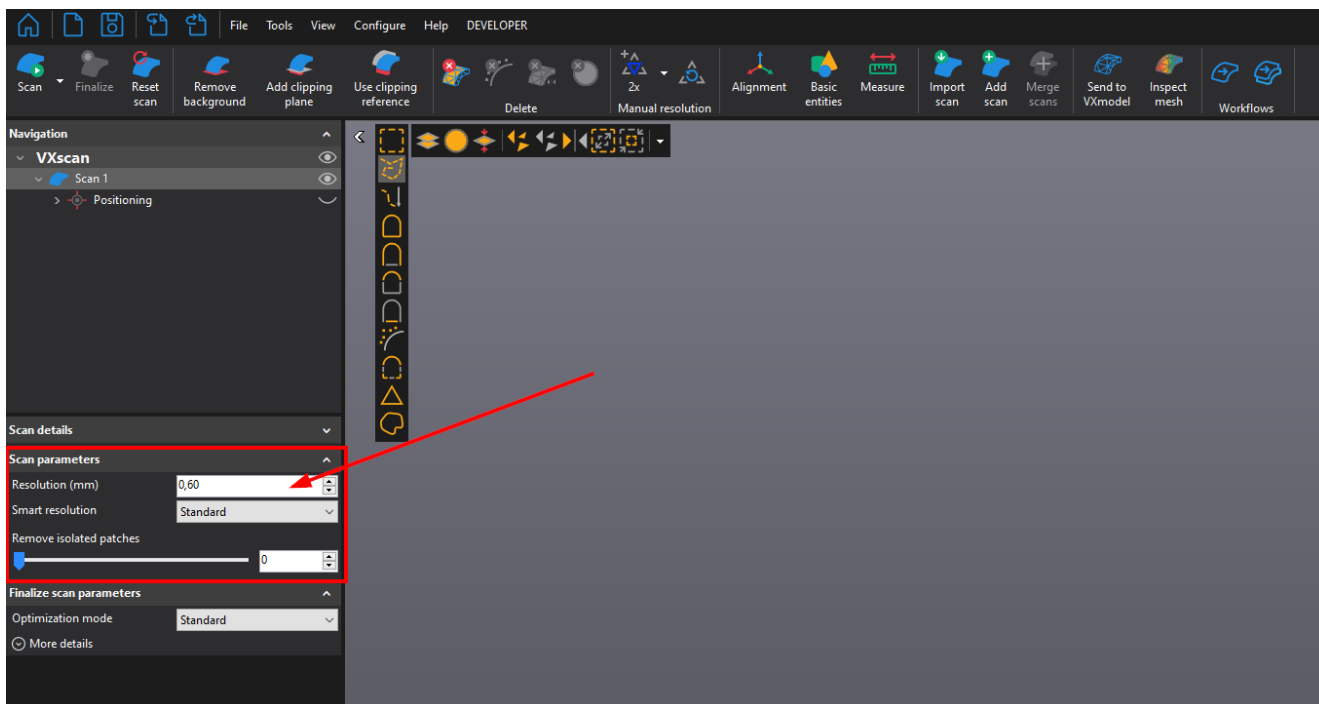 File Tools View Configure Help DEVELOPER
Scan
Finalize
Reset
scan
Remove
background
Add clipping
plane
Use clipping
reference
Delete
2x
Manual resolution
Alignment
Basic
entities
Measure
Import
scan
Add
scan
Merge
scans
Send to
VXmodel
Inspect
mesh
Workflows
Navigation
VXscan
Scan 1
Positioning
Scan details
Scan parameters
Resolution (mm) 0,60
Smart resolution Standard
Remove isolated patches
0
Finalize scan parameters
Optimization mode Standard
More details